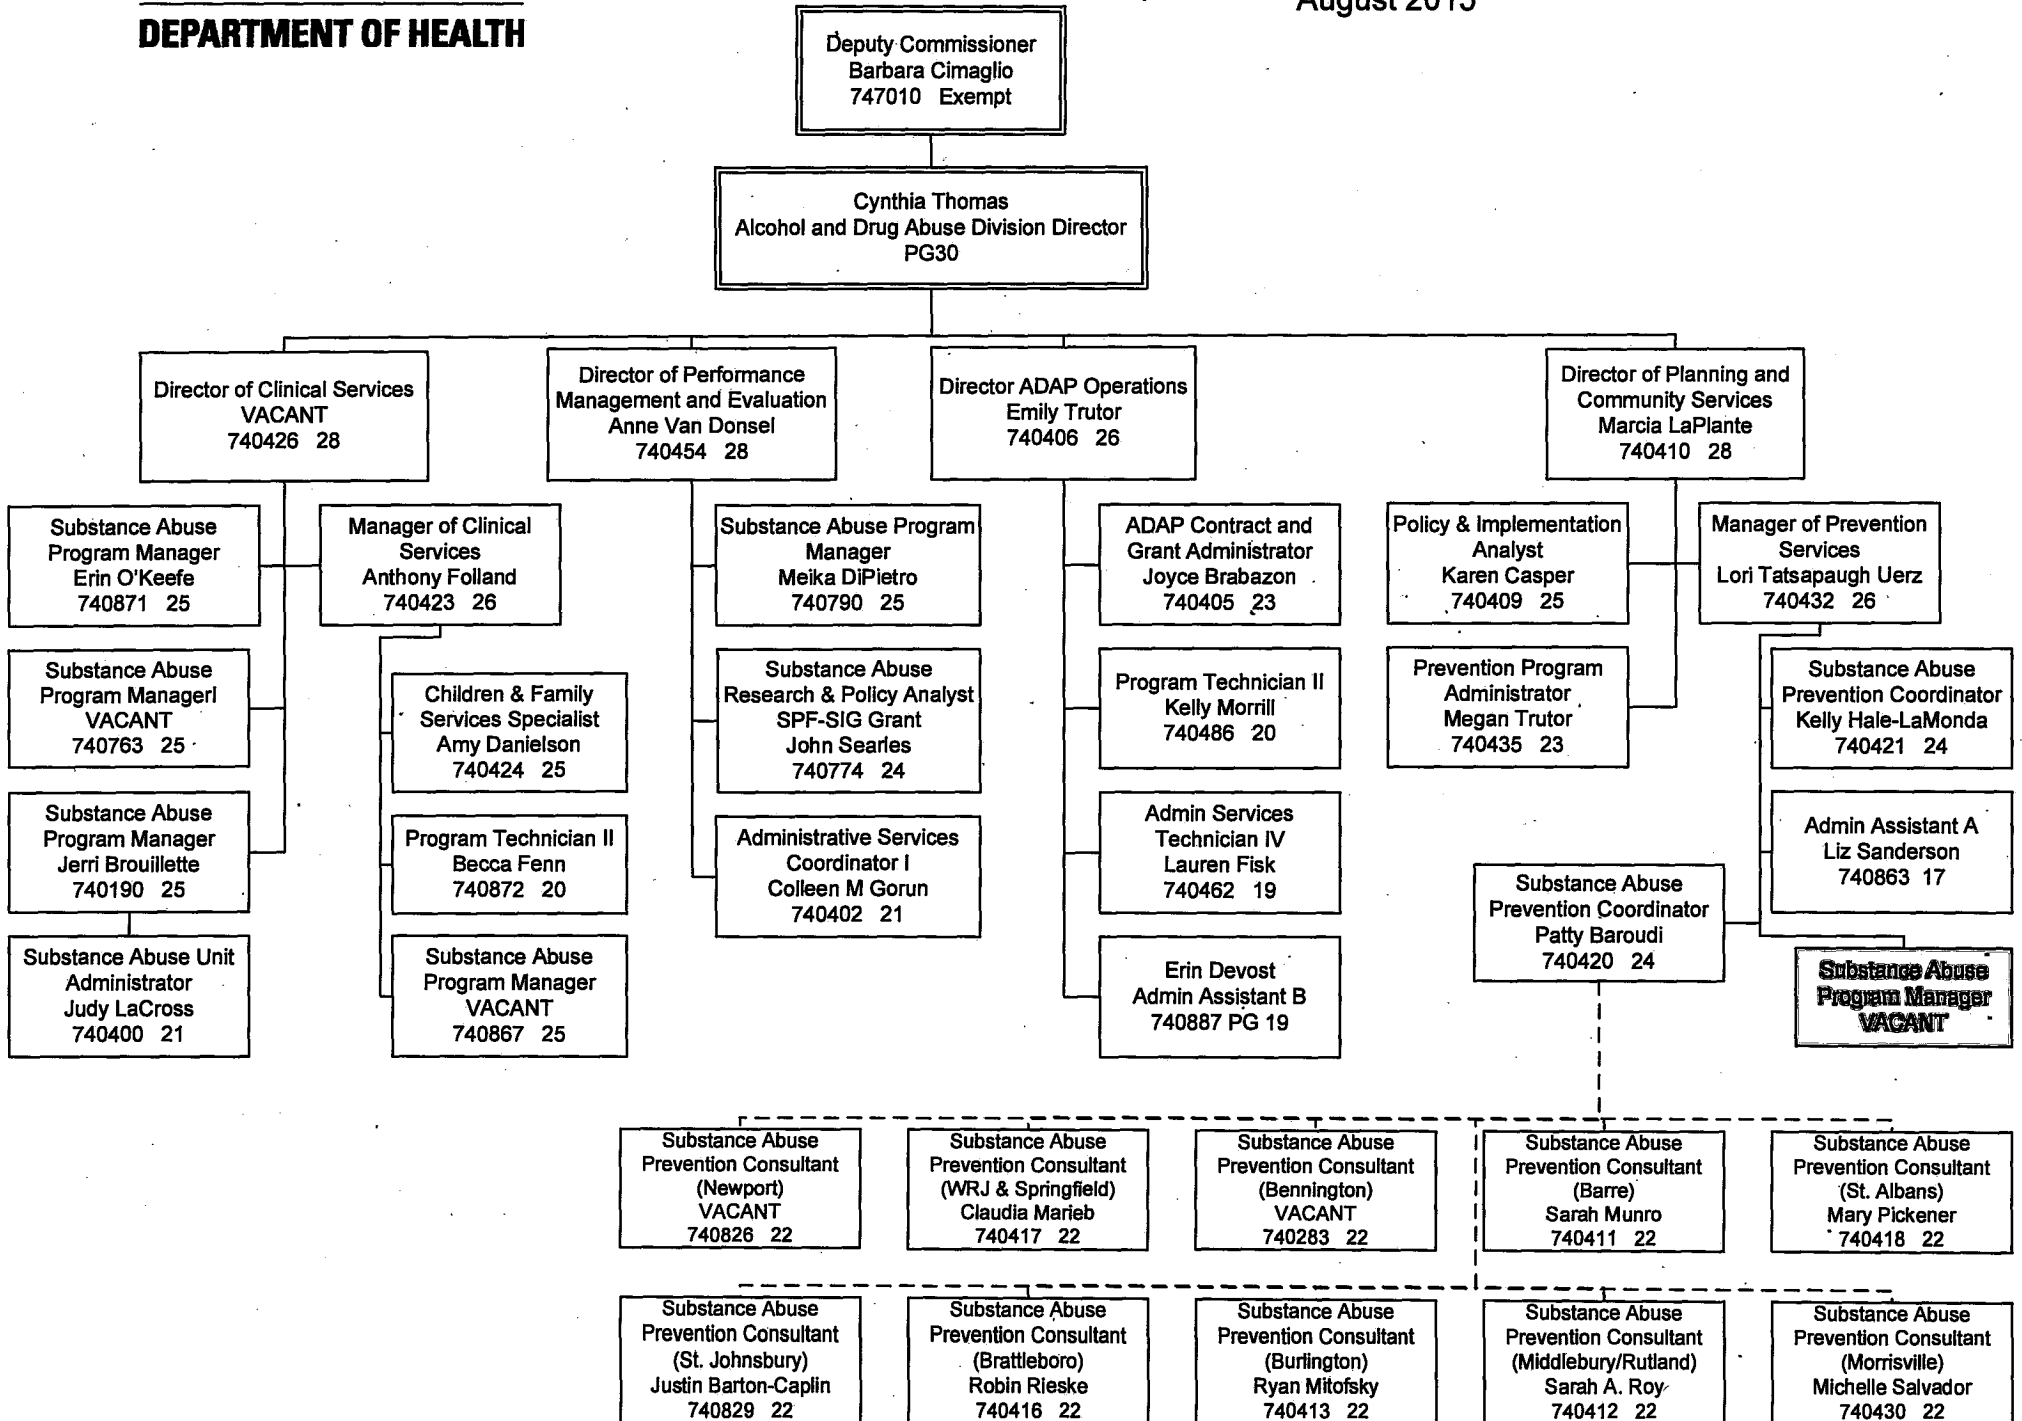 August 2015
DEPARTMENT OF HEALTH
Deputy Commissioner
Barbara Cimaglio
747010 Exempt
Cynthia Thomas
Alcohol and Drug Abuse Division Director
PG30
Director of Clinical Services
VACANT
740426 28
Director of Performance
Management and Evaluation
Anne Van Donsel
740454 28
Director ADAP Operations
Emily Trutor
740406 26
Director of Planning and
Community Services
Marcia LaPlante
740410 28
Substance Abuse
Program Manager
Erin O'Keefe
740871 25
Manager of Clinical
Services
Anthony Folland
740423 26
Substance Abuse Program
Manager
Meika DiPietro
740790 25
ADAP Contract and
Grant Administrator
Joyce Brabazon
740405 23
Policy & Implementation
Analyst
Karen Casper
740409 25
Manager of Prevention
Services
Lori Tatsapaugh Uerz
740432 26
Substance Abuse
Program ManagerI
VACANT
740763 25
Children & Family
Services Specialist
Amy Danielson
740424 25
Substance Abuse
Research & Policy Analyst
SPF-SIG Grant
John Searles
740774 24
Program Technician II
Kelly Morrill
740486 20
Prevention Program
Administrator
Megan Trutor
740435 23
Substance Abuse
Prevention Coordinator
Kelly Hale-LaMonda
740421 24
Substance Abuse
Program Manager
Jerri Brouillette
740190 25
Program Technician II
Becca Fenn
740872 20
Administrative Services
Coordinator I
Colleen M Gorun
740402 21
Admin Services
Technician IV
Lauren Fisk
740462 19
Admin Assistant A
Liz Sanderson
740863 17
Substance Abuse
Prevention Coordinator
Patty Baroudi
740420 24
Substance Abuse Unit
Administrator
Judy LaCross
740400 21
Substance Abuse
Program Manager
VACANT
740867 25
Erin Devost
Admin Assistant B
740887 PG 19
Substance Abuse
Program Manager
VACANT
Substance Abuse
Prevention Consultant
(Newport)
VACANT
740826 22
Substance Abuse
Prevention Consultant
(WRJ & Springfield)
Claudia Marieb
740417 22
Substance Abuse
Prevention Consultant
(Bennington)
VACANT
740283 22
Substance Abuse
Prevention Consultant
(Barre)
Sarah Munro
740411 22
Substance Abuse
Prevention Consultant
(St. Albans)
Mary Pickener
740418 22
Substance Abuse
Prevention Consultant
(St. Johnsbury)
Justin Barton-Caplin
740829 22
Substance Abuse
Prevention Consultant
(Brattleboro)
Robin Rieske
740416 22
Substance Abuse
Prevention Consultant
(Burlington)
Ryan Mitofsky
740413 22
Substance Abuse
Prevention Consultant
(Middlebury/Rutland)
Sarah A. Roy
740412 22
Substance Abuse
Prevention Consultant
(Morrisville)
Michelle Salvador
740430 22